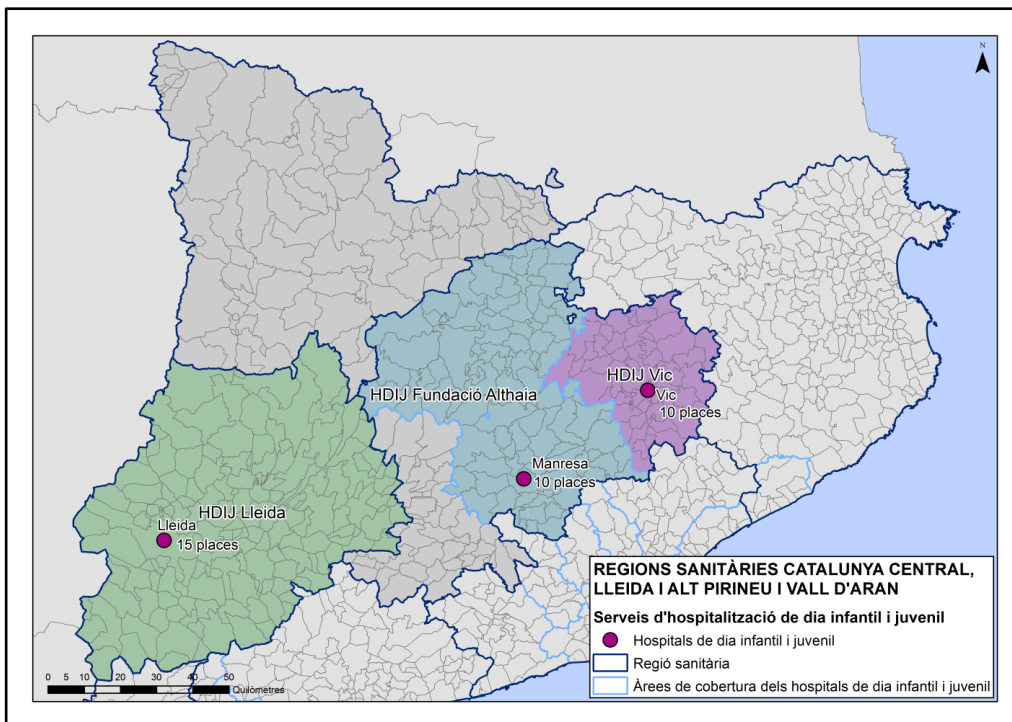 N
HDIJ Vic
Vic
10 places
HDIJ Fundació Althaia
Manresa
10 places
HDIJ Lleida
Lleida
15 places
REGIONS SANITÀRIES CATALUNYA CENTRAL,
LLEIDA I ALT PIRINEU I VALL D'ARAN
Serveis d'hospitalització de dia infantil i juvenil
Hospitals de dia infantil i juvenil
Regió sanitària
Àrees de cobertura dels hospitals de dia infantil i juvenil
0 5 10 20 30 40 50
Quilòmetres